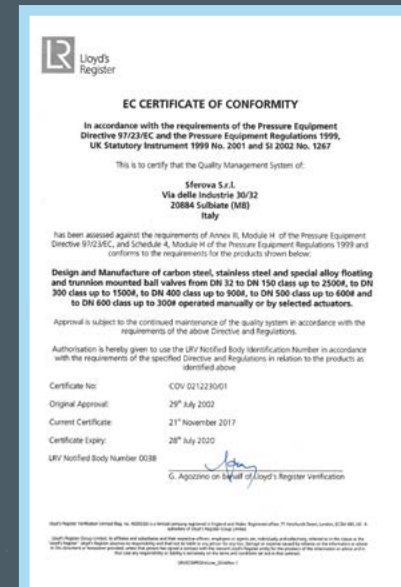 LR
Lloyd's
Register
EC CERTIFICATE OF CONFORMITY
In accordance with the requirements of the Pressure Equipment
Directive 97/23/EC and the Pressure Equipment Regulations 1999,
UK Statutory Instrument 1999 No. 2001 and SI 2002 No. 1267
This is to certify that the Quality Management System of:
Sferova S.r.l.
Via delle Industrie 30/32
20884 Sulbiate (MB)
Italy
has been assessed against the requirements of Annex III, Module H of the Pressure Equipment
Directive 97/23/EC, and Schedule 4, Module H of the Pressure Equipment Regulations 1999 and
conforms to the requirements for the products shown below:
Design and Manufacture of carbon steel, stainless steel and special alloy floating
and trunnion mounted ball valves from DN 32 to DN 150 class up to 2500#, to DN
300 class up to 1500#, to DN 400 class up to 900#, to DN 500 class up to 600# and
to DN 600 class up to 300# operated manually or by selected actuators.
Approval is subject to the continued maintenance of the quality system in accordance with the
requirements of the above Directive and Regulations.
Authorisation is hereby given to use the LRV Notified Body Identification Number in accordance
with the requirements of the specified Directive and Regulations in relation to the products as
identified above
Certificate No: COV 0212230/01
Original Approval: 29th July 2002
Current Certificate: 21st November 2017
Certificate Expiry: 28th July 2020
LRV Notified Body Number 0038
G. Agozzino on behalf of Lloyd's Register Verification